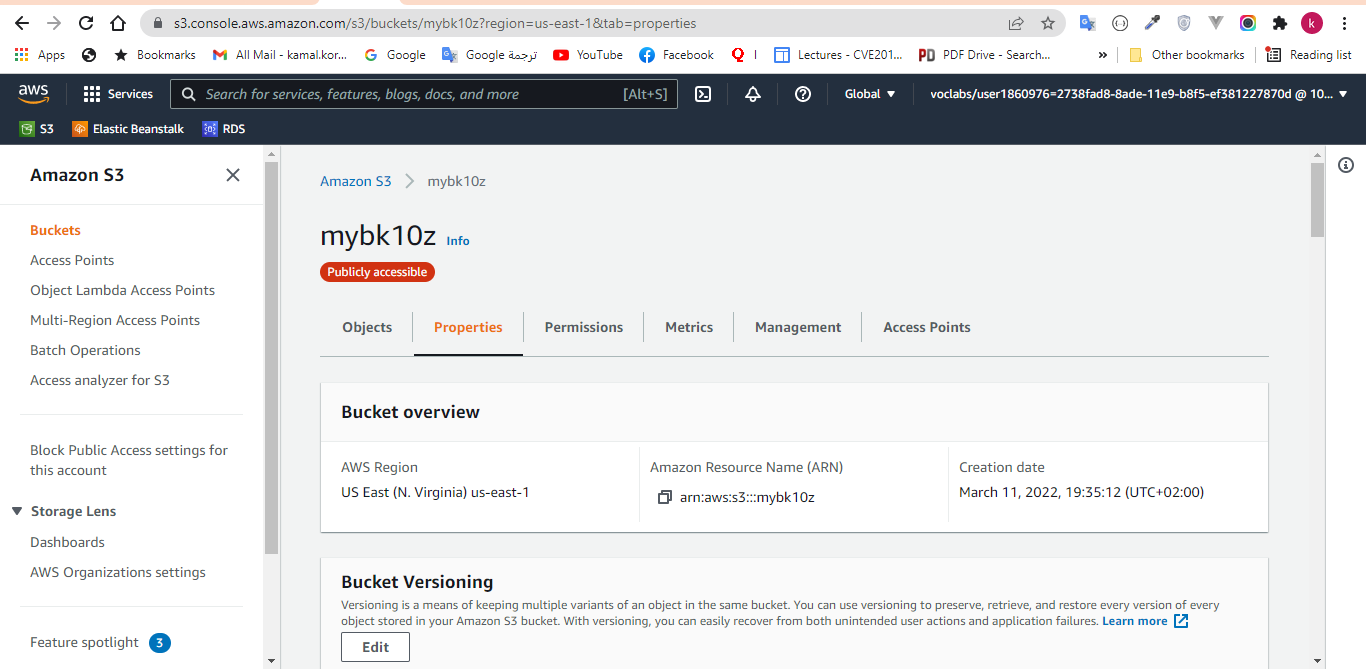 s3.console.aws.amazon.com/s3/buckets/mybk10z?region=us-east-1&tab=properties
k
Apps
Bookmarks
All Mail - kamal.kor...
Google
Google ترجمة
YouTube
Facebook
Q I
Lectures - CVE201...
PD PDF Drive - Search...
»
Other bookmarks
Reading list
aws
Services
Search for services, features, blogs, docs, and more [Alt+S]
Global
voclabs/user1860976=2738fad8-8ade-11e9-b8f5-ef381227870d @ 10...
S3
Elastic Beanstalk
RDS
Amazon S3
Buckets
Access Points
Object Lambda Access Points
Multi-Region Access Points
Batch Operations
Access analyzer for S3
Block Public Access settings for
this account
Storage Lens
Dashboards
AWS Organizations settings
Feature spotlight 3
Amazon S3 > mybk10z
mybk10z Info
Publicly accessible
Objects
Properties
Permissions
Metrics
Management
Access Points
Bucket overview
AWS Region
US East (N. Virginia) us-east-1
Amazon Resource Name (ARN)
arn:aws:s3:::mybk10z
Creation date
March 11, 2022, 19:35:12 (UTC+02:00)
Bucket Versioning
Versioning is a means of keeping multiple variants of an object in the same bucket. You can use versioning to preserve, retrieve, and restore every version of every
object stored in your Amazon S3 bucket. With versioning, you can easily recover from both unintended user actions and application failures. Learn more
Edit